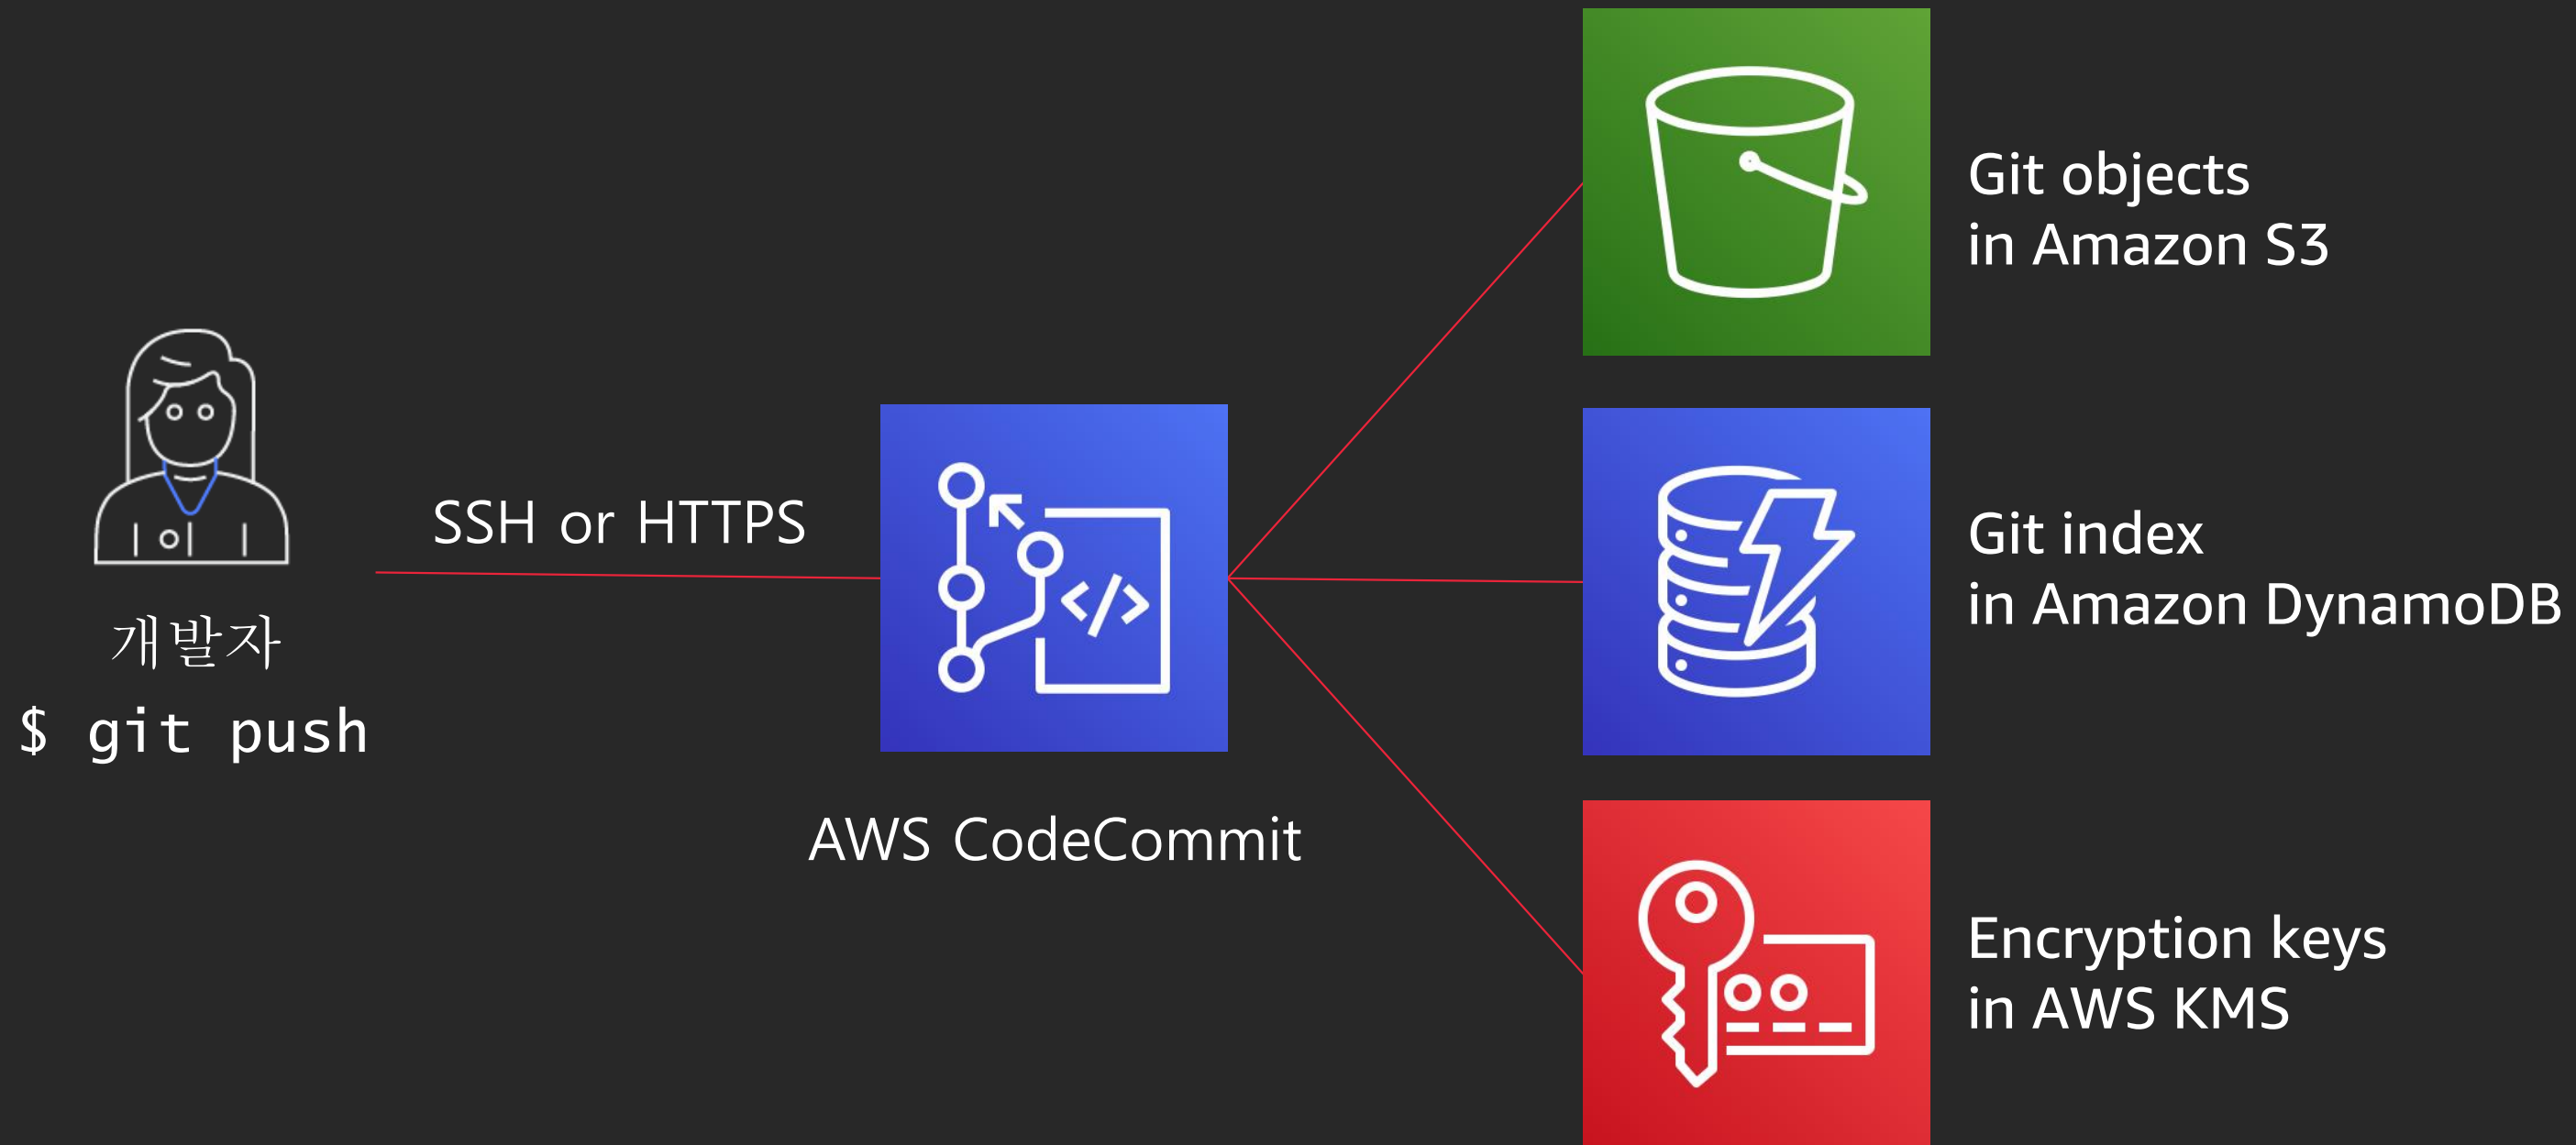 개발자
$ git push
SSH or HTTPS
AWS CodeCommit
Git objects
in Amazon S3
Git index
in Amazon DynamoDB
Encryption keys
in AWS KMS